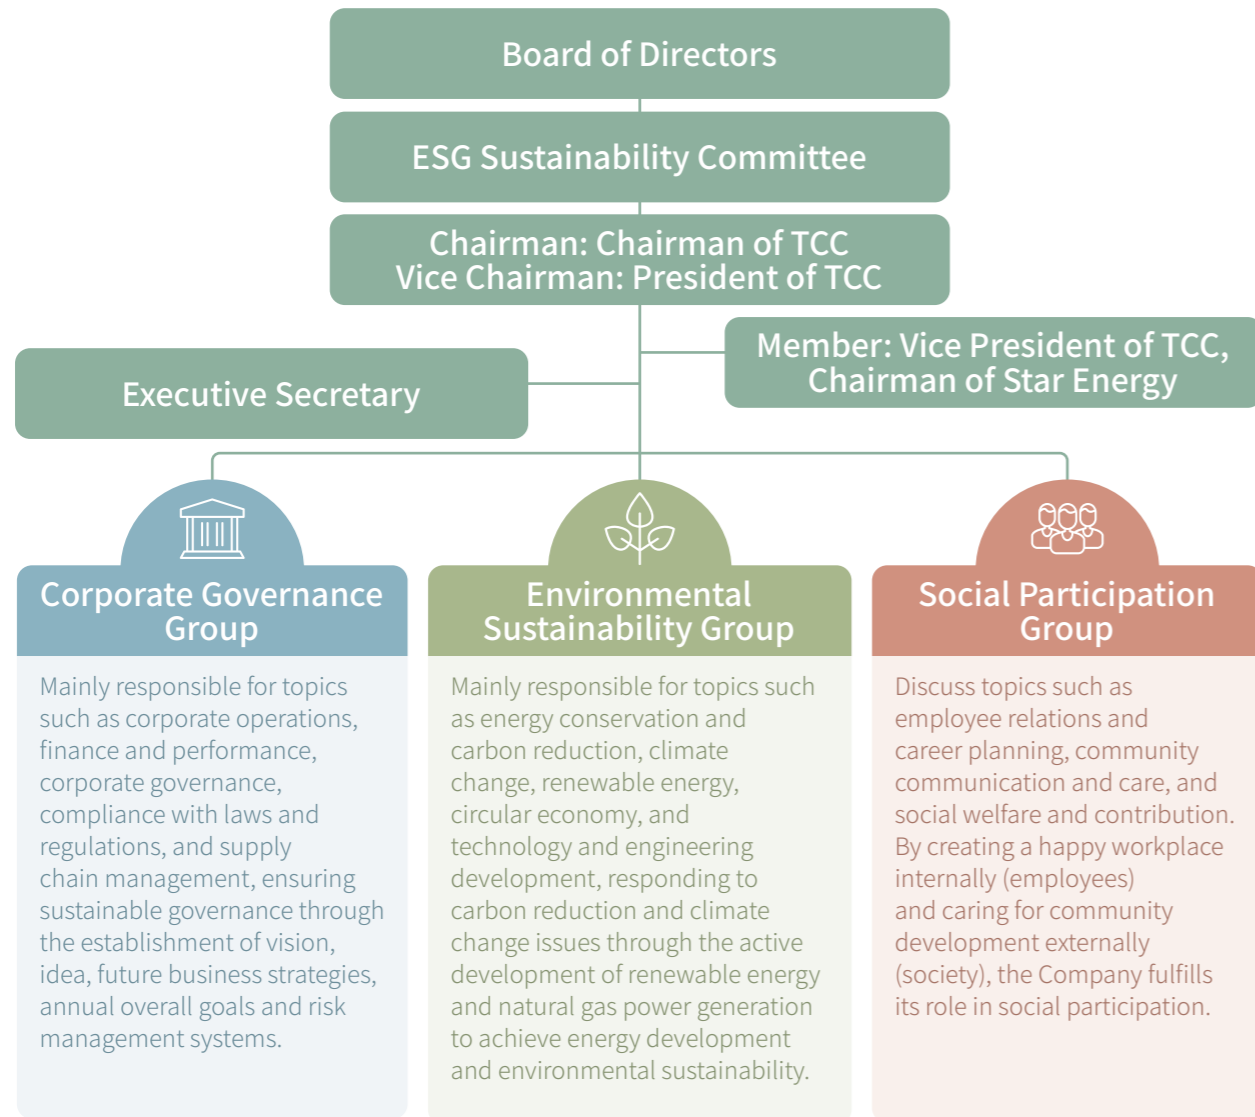 Board of Directors
ESG Sustainability Committee
Chairman: Chairman of TCC
Vice Chairman: President of TCC
Member: Vice President of TCC,
Chairman of Star Energy
Executive Secretary
Corporate Governance
Group
Mainly responsible for topics
such as corporate operations,
finance and performance,
corporate governance,
compliance with laws and
regulations, and supply
chain management, ensuring
sustainable governance through
the establishment of vision,
idea, future business strategies,
annual overall goals and risk
management systems.
Environmental
Sustainability Group
Mainly responsible for topics such
as energy conservation and
carbon reduction, climate
change, renewable energy,
circular economy, and
technology and engineering
development, responding to
carbon reduction and climate
change issues through the active
development of renewable energy
and natural gas power generation
to achieve energy development
and environmental sustainability.
Social Participation
Group
Discuss topics such as
employee relations and
career planning, community
communication and care, and
social welfare and contribution.
By creating a happy workplace
internally (employees)
and caring for community
development externally
(society), the Company fulfills
its role in social participation.